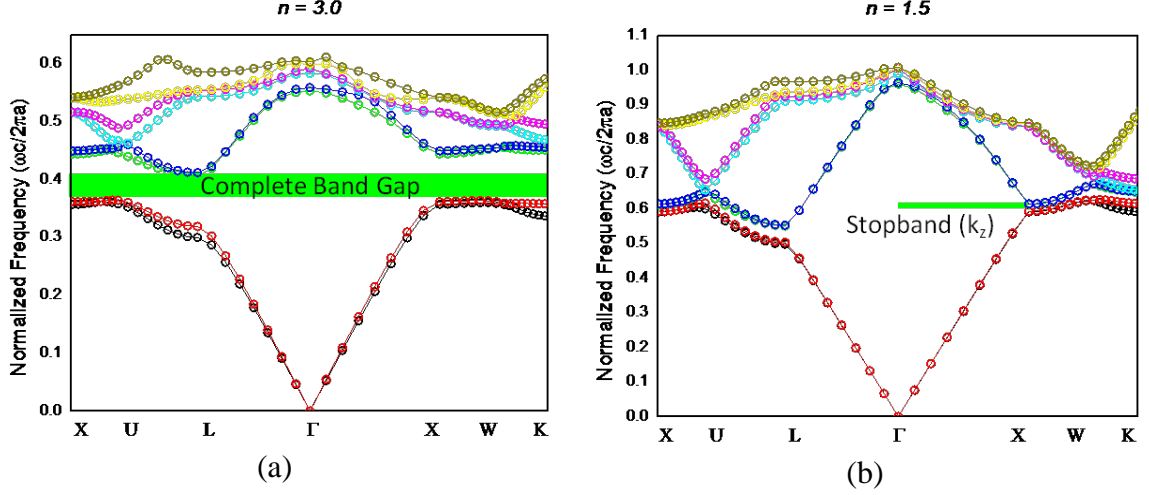 n = 3.0
Normalized Frequency (ωc/2πa)
0.6
0.5
0.4
0.3
0.2
0.1
0.0
Complete Band Gap
X U L Γ X W K
(a)
n = 1.5
Normalized Frequency (ωc/2πa)
1.1
1.0
0.9
0.8
0.7
0.6
0.5
0.4
0.3
0.2
0.1
0.0
Stopband (kz)
X U L Γ X W K
(b)